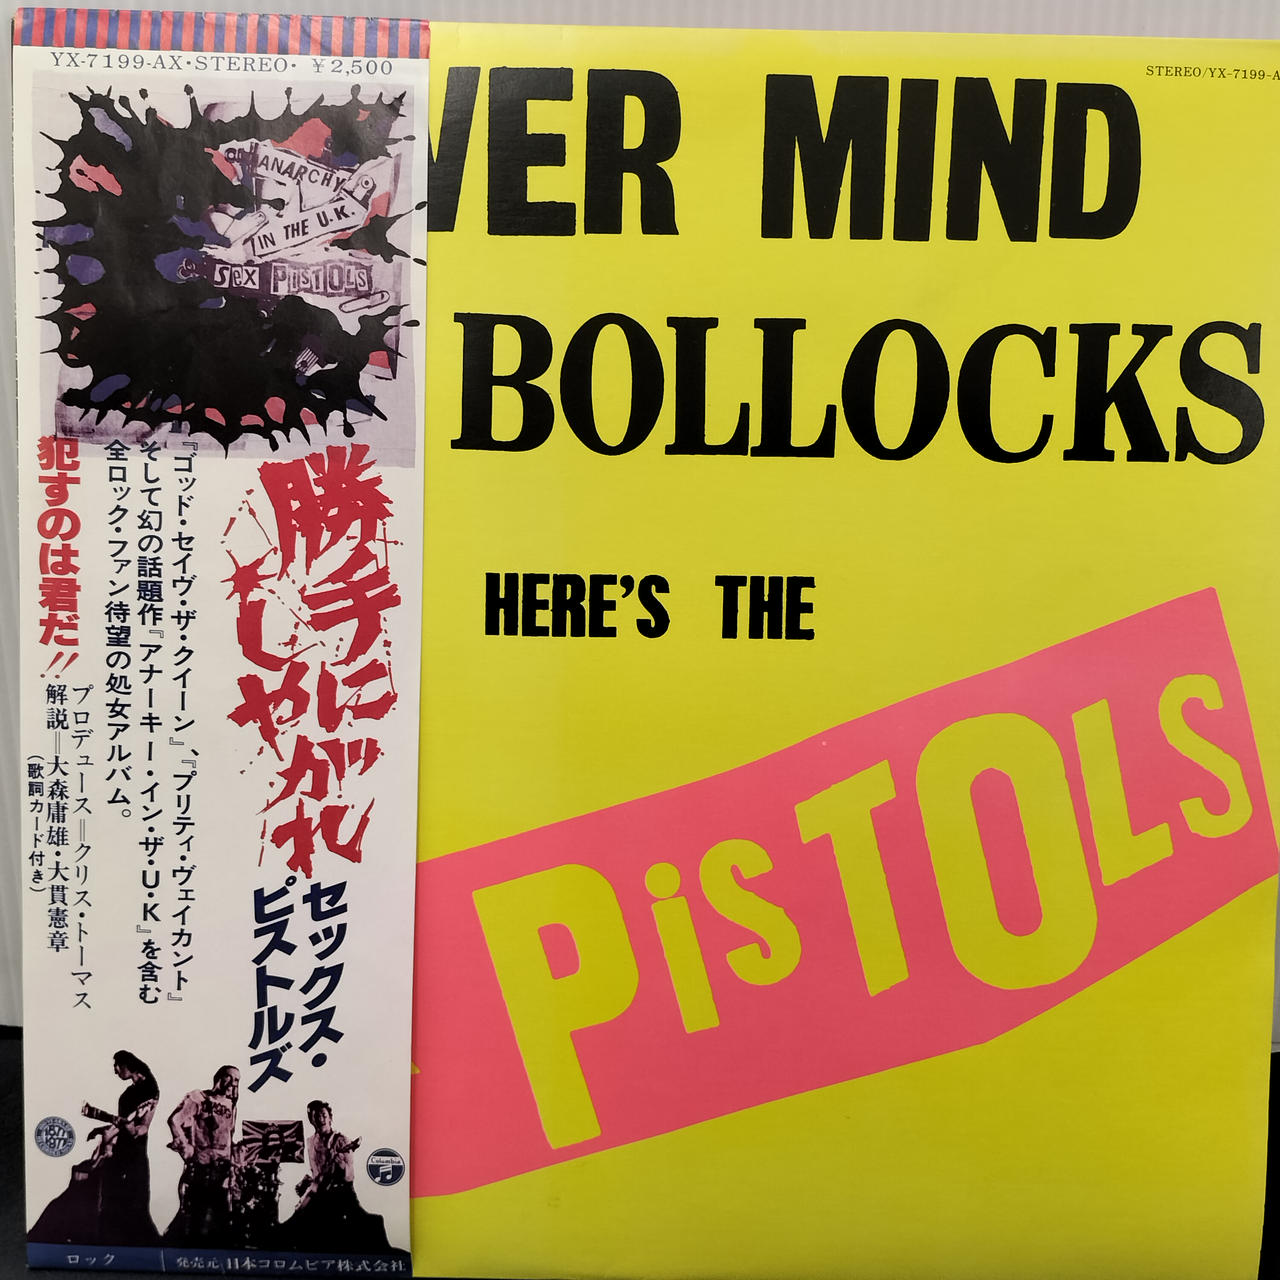 YX-7199-AX・STEREO・ ￥2,500
ANARCHY
IN THE U.K.
SEX PISTOLS
勝手に
しやがれ
セックス・
ピストルズ
『ゴッド・セイヴ・ザ・クイーン』、『プリティ・ヴェイカント』
そして幻の話題作『アナーキー・イン・ザ・U・K』を含む
全ロック・ファン待望の処女アルバム。
犯すのは君だ!!
プロデュース＝クリス・トーマス
解説＝大森庸雄・大貫憲章
(歌詞カード付き)
Columbia
ロック
発売元 日本コロムビア株式会社
STEREO/YX-7199-A
VER MIND
BOLLOCKS
HERE'S THE
PiSTOLS